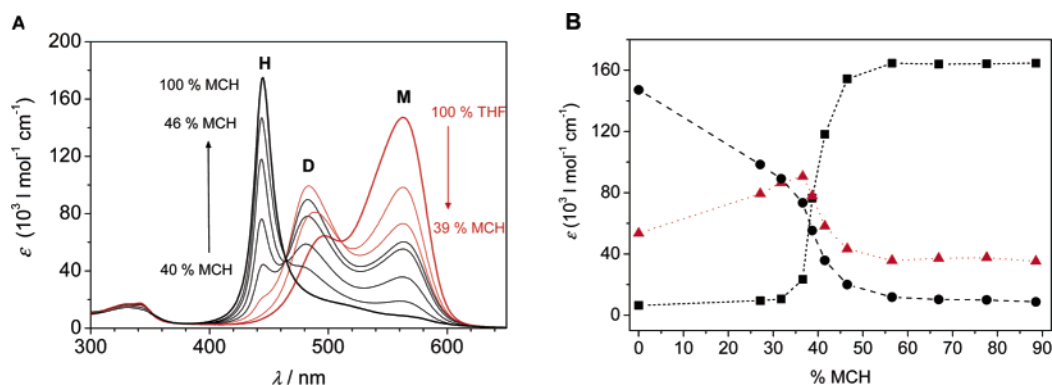 A
200
160
120
80
40
0
ε (10³ l mol⁻¹ cm⁻¹)
300
400
500
600
λ / nm
H
D
M
100 % MCH
46 % MCH
40 % MCH
100 % THF
39 % MCH
B
160
120
80
40
0
ε (10³ l mol⁻¹ cm⁻¹)
0 10 20 30 40 50 60 70 80 90
% MCH